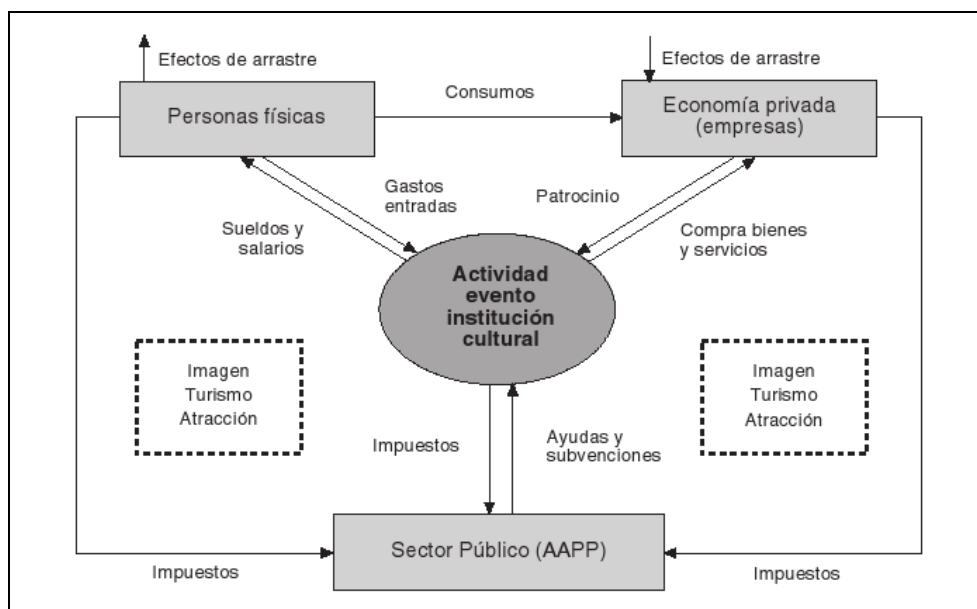 Efectos de arrastre
Efectos de arrastre
Personas físicas
Consumos
Economía privada
(empresas)
Gastos
entradas
Patrocinio
Sueldos y
salarios
Compra bienes
y servicios
Actividad
evento
institución
cultural
Imagen
Turismo
Atracción
Imagen
Turismo
Atracción
Impuestos
Ayudas y
subvenciones
Sector Público (AAPP)
Impuestos
Impuestos